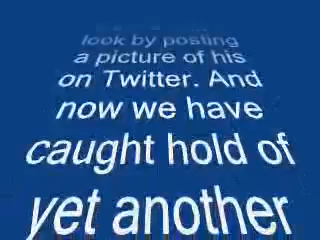 look by posting
a picture of his
on Twitter. And
now we have
caught hold of
yet another